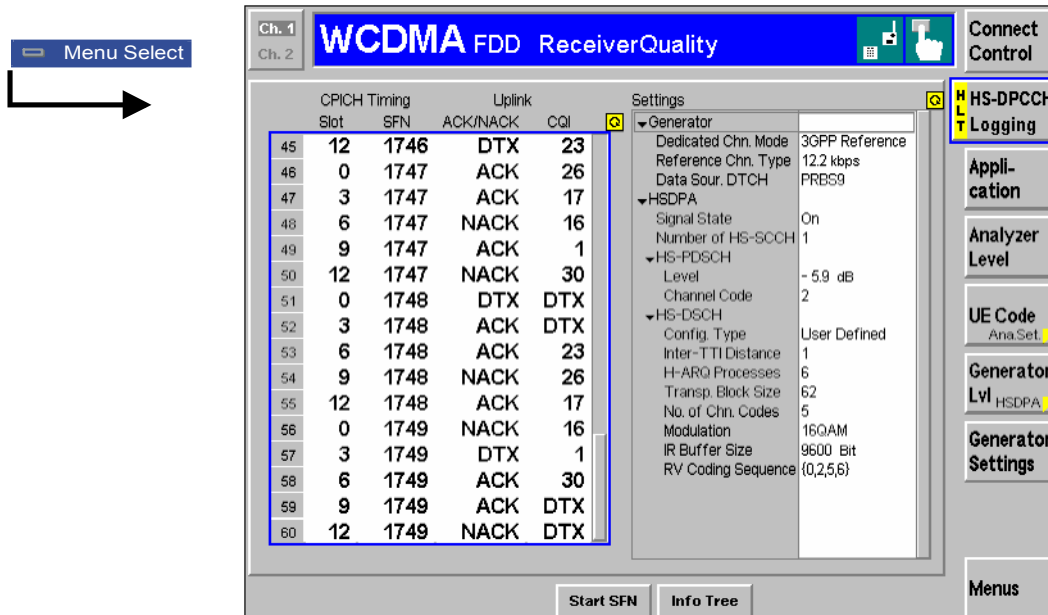 Menu Select
Ch. 1
Ch. 2
WCDMA FDD ReceiverQuality
Connect
Control
CPICH Timing Uplink
Slot SFN ACK/NACK CQI
45 12 1746 DTX 23
46 0 1747 ACK 26
47 3 1747 ACK 17
48 6 1747 NACK 16
49 9 1747 ACK 1
50 12 1747 NACK 30
51 0 1748 DTX DTX
52 3 1748 ACK DTX
53 6 1748 ACK 23
54 9 1748 NACK 26
55 12 1748 ACK 17
56 0 1749 NACK 16
57 3 1749 DTX 1
58 6 1749 ACK 30
59 9 1749 ACK DTX
60 12 1749 NACK DTX
Settings
Generator
Dedicated Chn. Mode 3GPP Reference
Reference Chn. Type 12.2 kbps
Data Sour. DTCH PRBS9
HSDPA
Signal State On
Number of HS-SCCH 1
HS-PDSCH
Level - 5.9 dB
Channel Code 2
HS-DSCH
Config. Type User Defined
Inter-TTI Distance 1
H-ARQ Processes 6
Transp. Block Size 62
No. of Chn. Codes 5
Modulation 16QAM
IR Buffer Size 9600 Bit
RV Coding Sequence {0,2,5,6}
HLT
HS-DPCCH
Logging
Appli-
cation
Analyzer
Level
UE Code
Ana.Set.
Generator
Lvl HSDPA
Generator
Settings
Menus
Start SFN
Info Tree